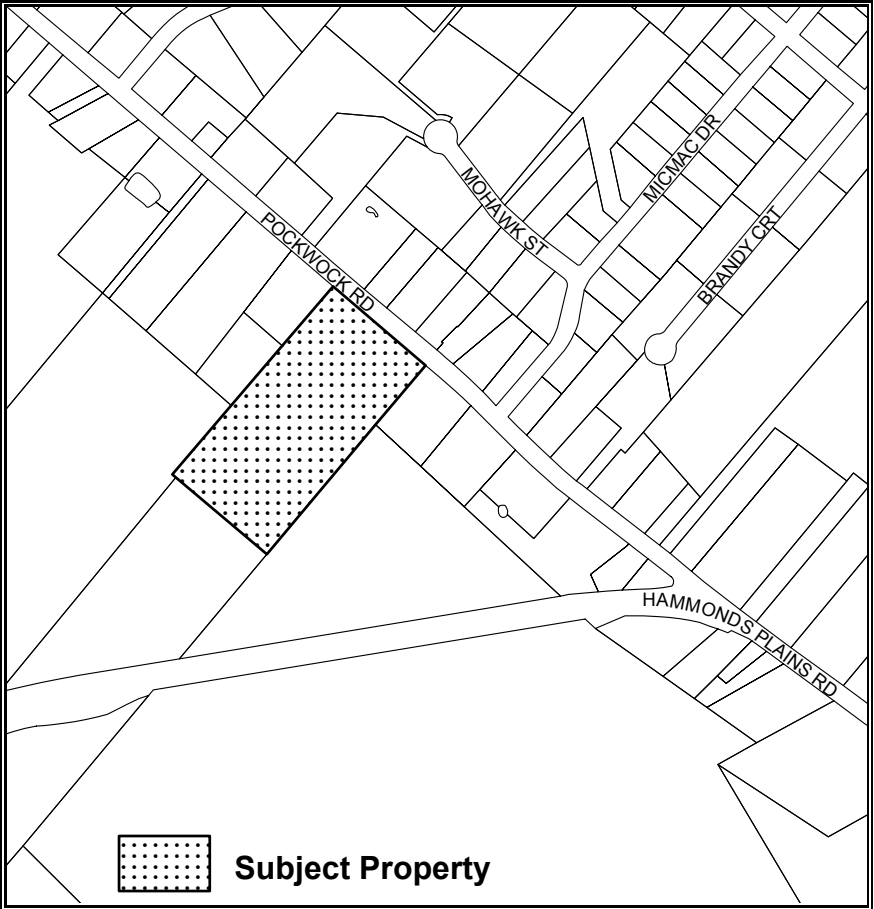 MICMAC DR
MOHAWK ST
BRANDY CRT
POCKWOCK RD
HAMMONDS PLAINS RD
Subject Property